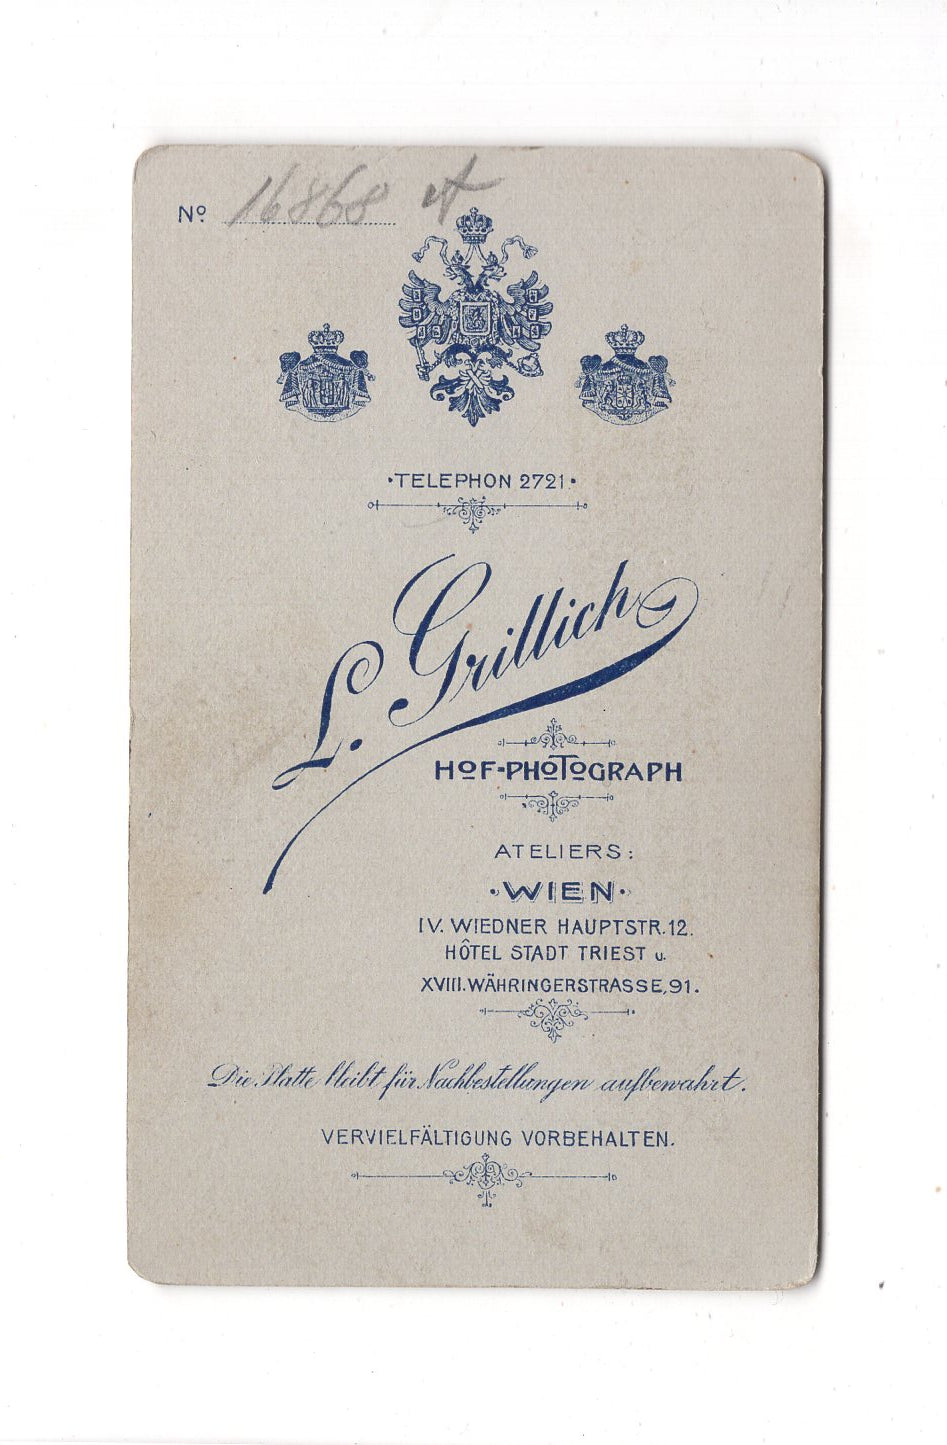 Nº 16868
·TELEPHON 2721·
L. Grillich
HOF-PHOTOGRAPH
ATELIERS:
·WIEN·
IV. WIEDNER HAUPTSTR. 12.
HÔTEL STADT TRIEST u.
XVIII. WÄHRINGERSTRASSE, 91.
Die Platte bleibt für Nachbestellungen aufbewahrt.
VERVIELFÄLTIGUNG VORBEHALTEN.